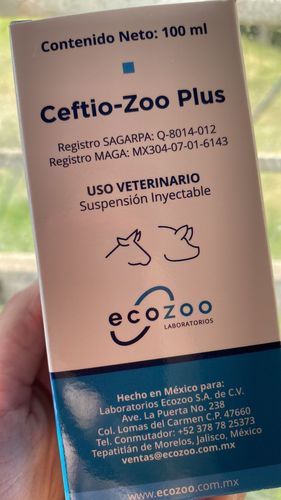 Contenido Neto: 100 ml
Ceftio-Zoo Plus
Registro SAGARPA: Q-8014-012
Registro MAGA: MX304-07-01-6143
USO VETERINARIO
Suspensión Inyectable
ecozoo
LABORATORIOS
Hecho en México para:
Laboratorios Ecozoo S.A. de C.V.
Ave. La Puerta No. 238
Col. Lomas del Carmen C.P. 47660
Tel. Conmutador: +52 378 78 25373
Tepatitlán de Morelos, Jalisco, México
ventas@ecozoo.com.mx
www.ecozoo.com.mx